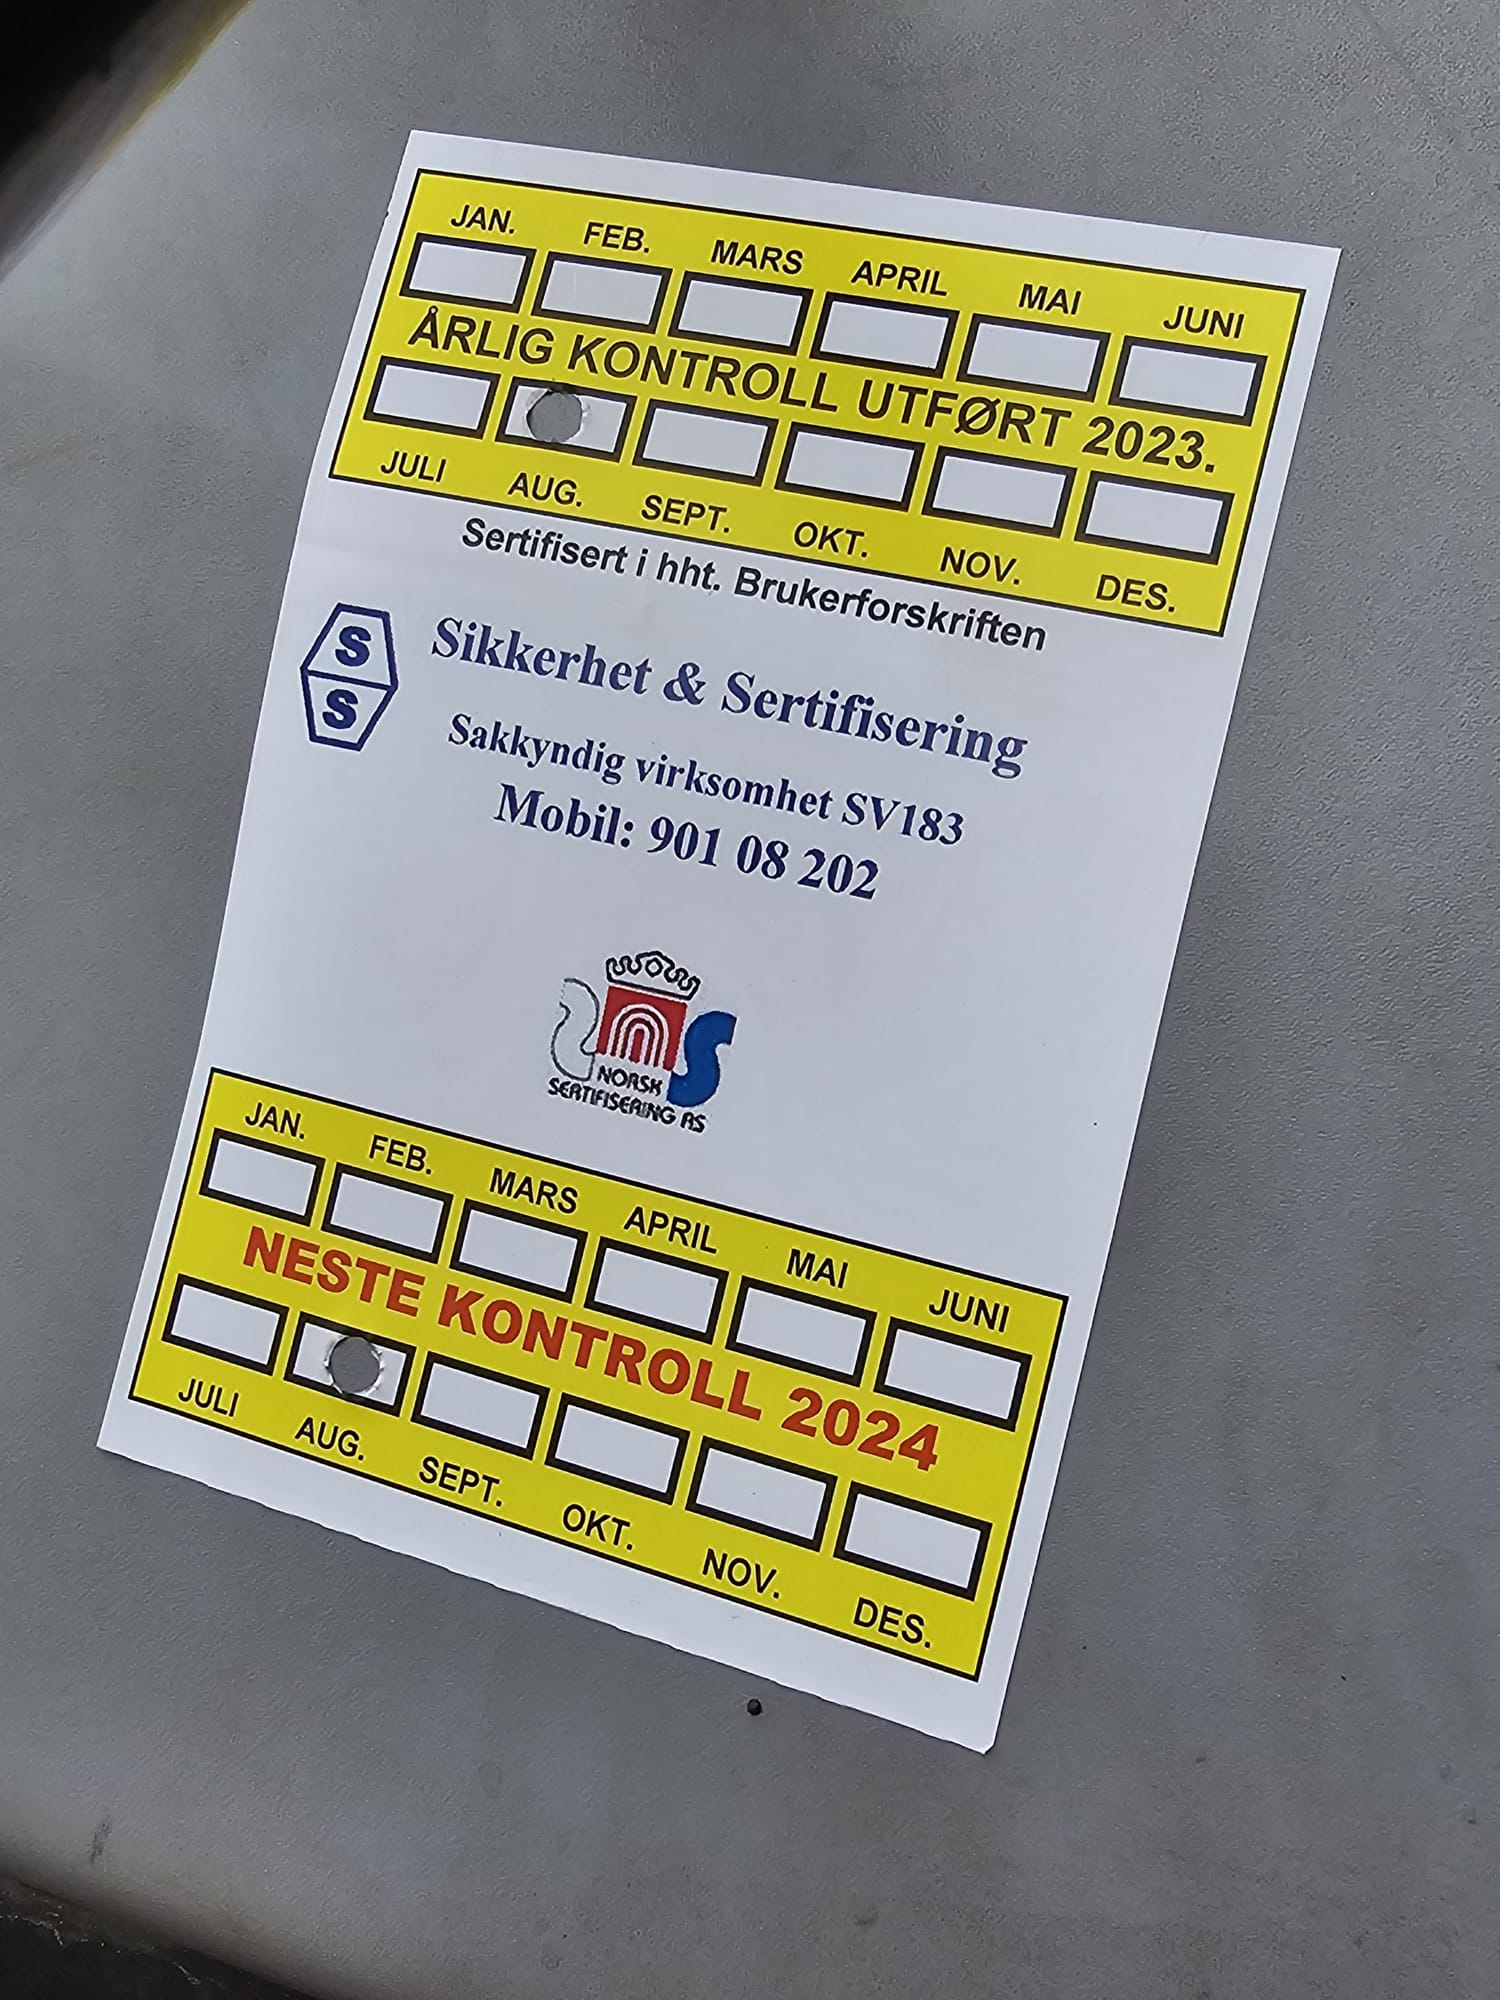 JAN. FEB. MARS APRIL MAI JUNI
ÅRLIG KONTROLL UTFØRT 2023.
JULI AUG. SEPT. OKT. NOV. DES.
Sertifisert i hht. Brukerforskriften
S
S
Sikkerhet & Sertifisering
Sakkyndig virksomhet SV183
Mobil: 901 08 202
NORSK
SERTIFISERING AS
JAN. FEB. MARS APRIL MAI JUNI
NESTE KONTROLL 2024
JULI AUG. SEPT. OKT. NOV. DES.